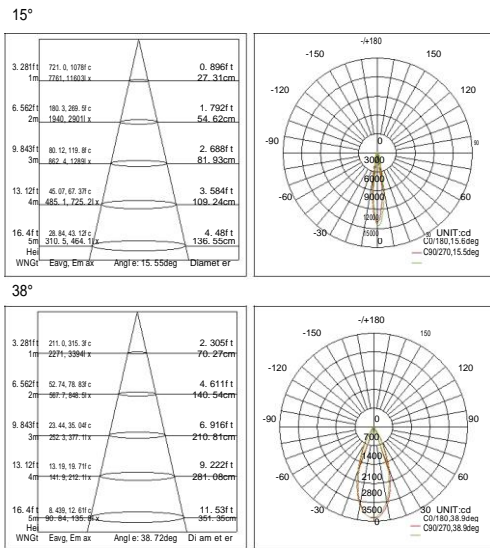 15°
3.281ft 721.0, 1078fc 0.896ft
1m 7761, 11603lx 27.31cm
6.562ft 180.3, 269.5fc 1.792ft
2m 1940, 2901lx 54.62cm
9.843ft 80.12, 119.8fc 2.688ft
3m 862.4, 1289lx 81.93cm
13.12ft 45.07, 67.37fc 3.584ft
4m 485.1, 725.2lx 109.24cm
16.4ft 28.84, 43.12fc 4.48ft
5m 310.5, 464.1lx 136.55cm
Hei
WNGt Eavg, Emax Angle: 15.55deg Diameter
-/+180
-150 150
-120 120
-90 90
-60
-30 30
0
3000
6000
9000
12000
15000
UNIT:cd
C0/180,15.6deg
C90/270,15.5deg
38°
3.281ft 211.0, 315.3fc 2.305ft
1m 2271, 3394lx 70.27cm
6.562ft 52.74, 78.83fc 4.611ft
2m 567.7, 848.5lx 140.54cm
9.843ft 23.44, 35.04fc 6.916ft
3m 252.3, 377.1lx 210.81cm
13.12ft 13.19, 19.71fc 9.222ft
4m 141.9, 212.1lx 281.08cm
16.4ft 8.439, 12.61fc 11.53ft
5m 90.84, 135.8lx 351.35cm
Hei
WNGt Eavg, Emax Angle: 38.72deg Diameter
-/+180
-150 150
-120 120
-90 90
-60 60
-30 30
0
700
1400
2100
2800
3500
UNIT:cd
C0/180,38.9deg
C90/270,38.9deg